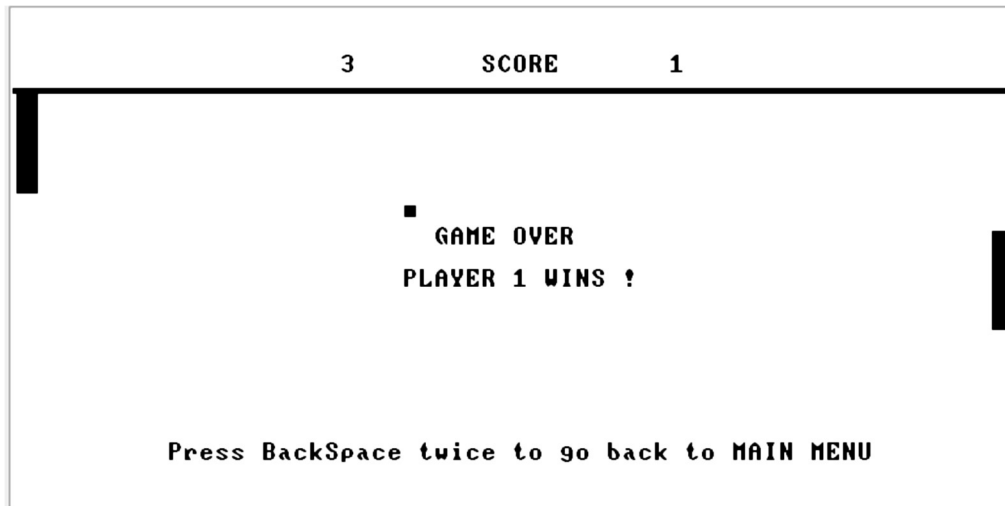 3 SCORE 1
GAME OVER
PLAYER 1 WINS !
Press BackSpace twice to go back to MAIN MENU